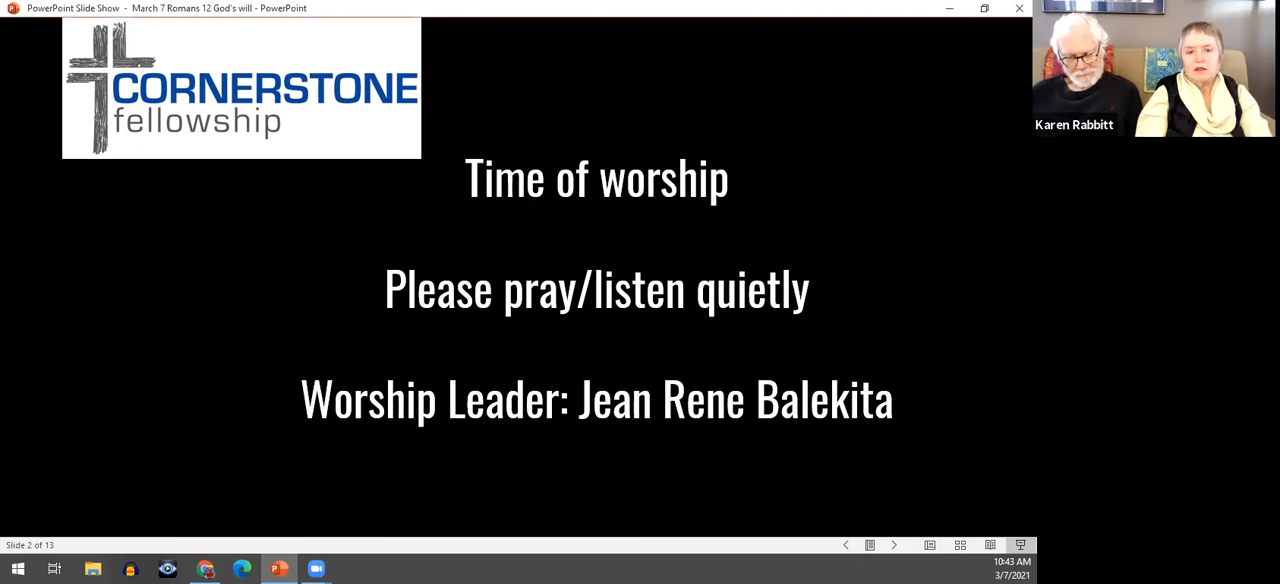 PowerPoint Slide Show - March 7 Romans 12 God's will - PowerPoint
CORNERSTONE
fellowship
Time of worship
Please pray/listen quietly
Worship Leader: Jean Rene Balekita
Karen Rabbitt
Slide 2 of 13
10:43 AM
3/7/2021